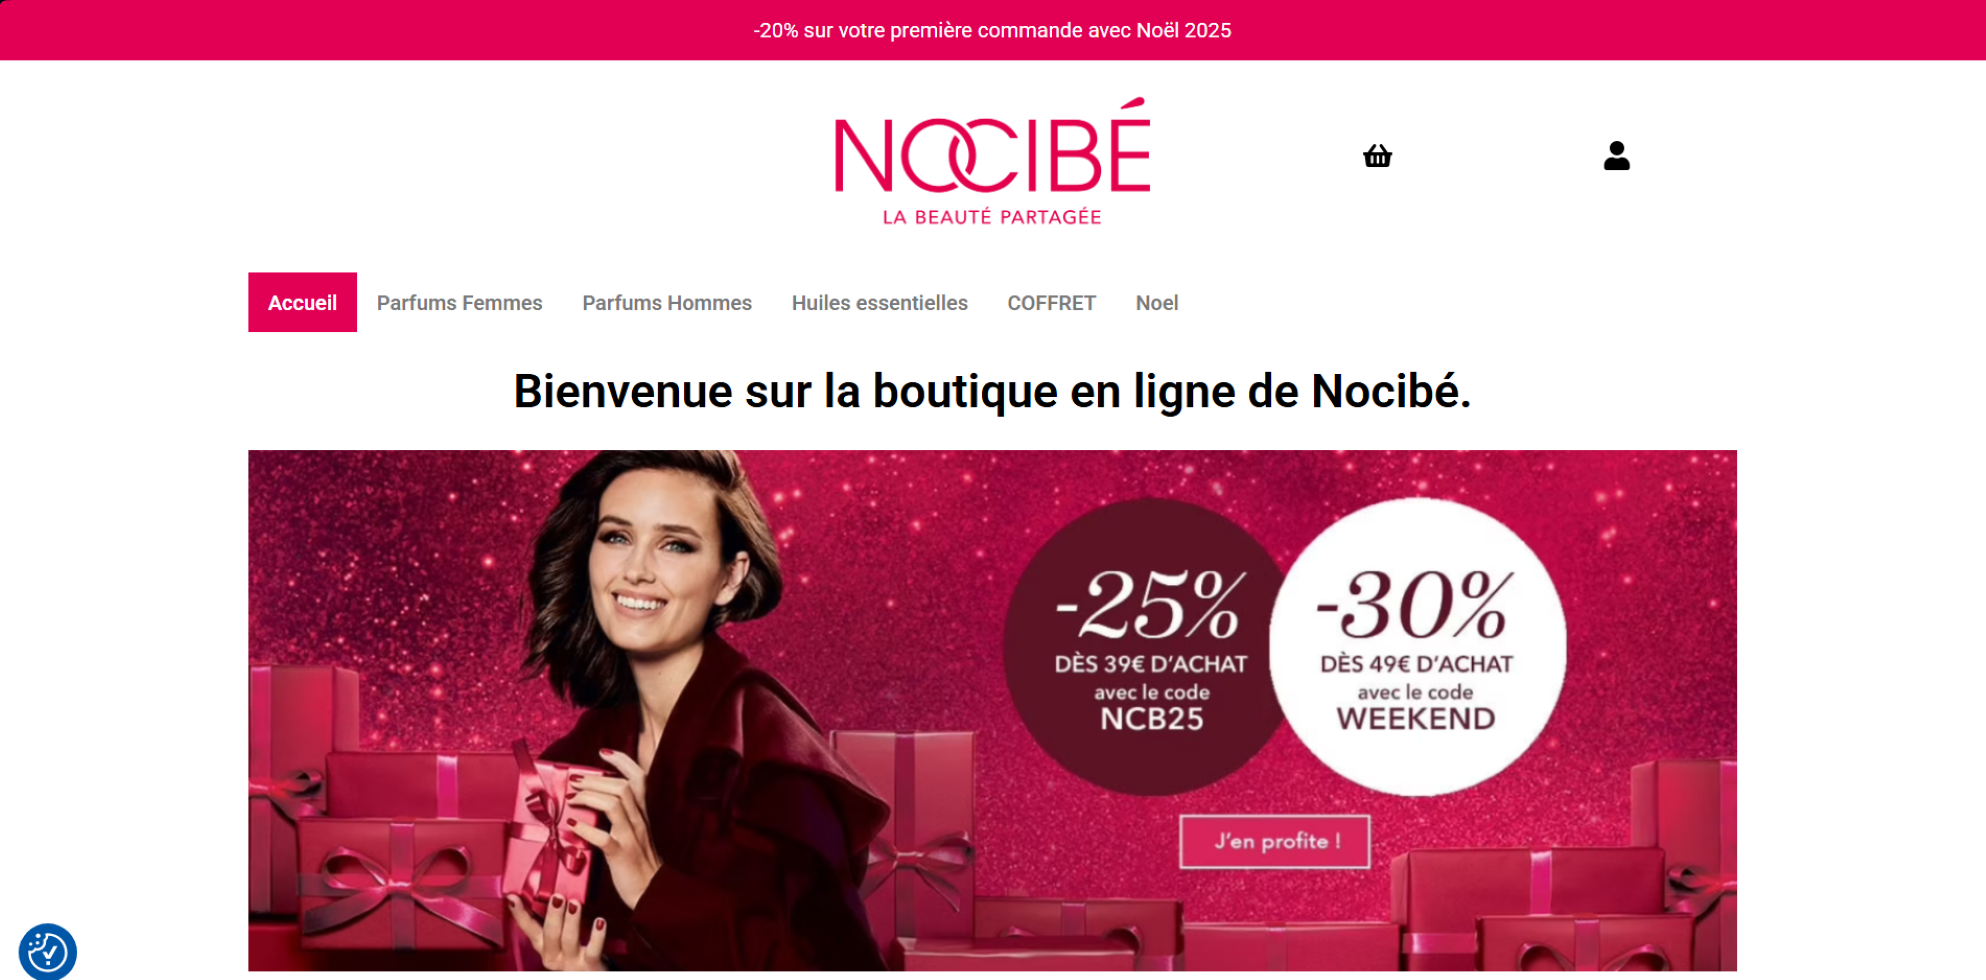 -20% sur votre première commande avec Noël 2025
NOCIBÉ
LA BEAUTÉ PARTAGÉE
Accueil Parfums Femmes Parfums Hommes Huiles essentielles COFFRET Noel
Bienvenue sur la boutique en ligne de Nocibé.
-25%
DÈS 39€ D'ACHAT
avec le code
NCB25
-30%
DÈS 49€ D'ACHAT
avec le code
WEEKEND
J'en profite !